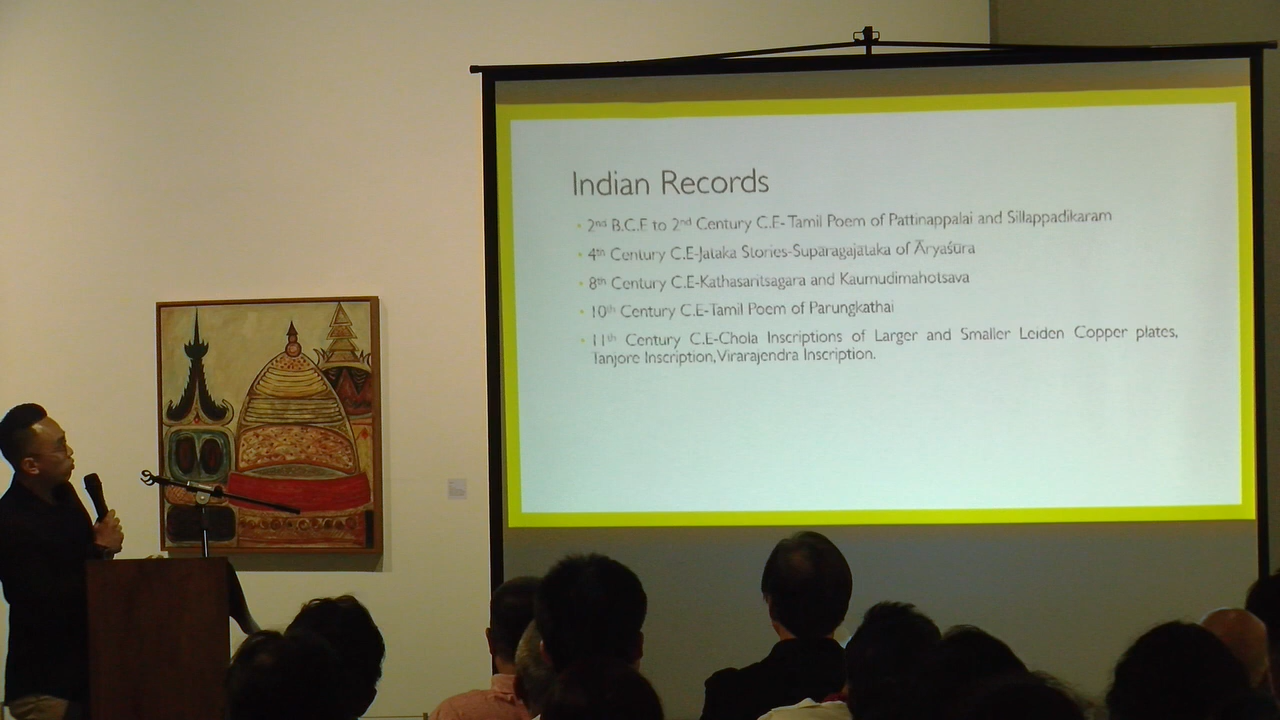 Indian Records
• 2nd B.C.E to 2nd Century C.E- Tamil Poem of Pattinappalai and Sillappadikaram
• 4th Century C.E-Jataka Stories-Suparagajataka of Āryaśūra
• 8th Century C.E-Kathasaritsagara and Kaumudimahotsava
• 10th Century C.E-Tamil Poem of Parungkathai
• 11th Century C.E-Chola Inscriptions of Larger and Smaller Leiden Copper plates,
Tanjore Inscription, Virarajendra Inscription.